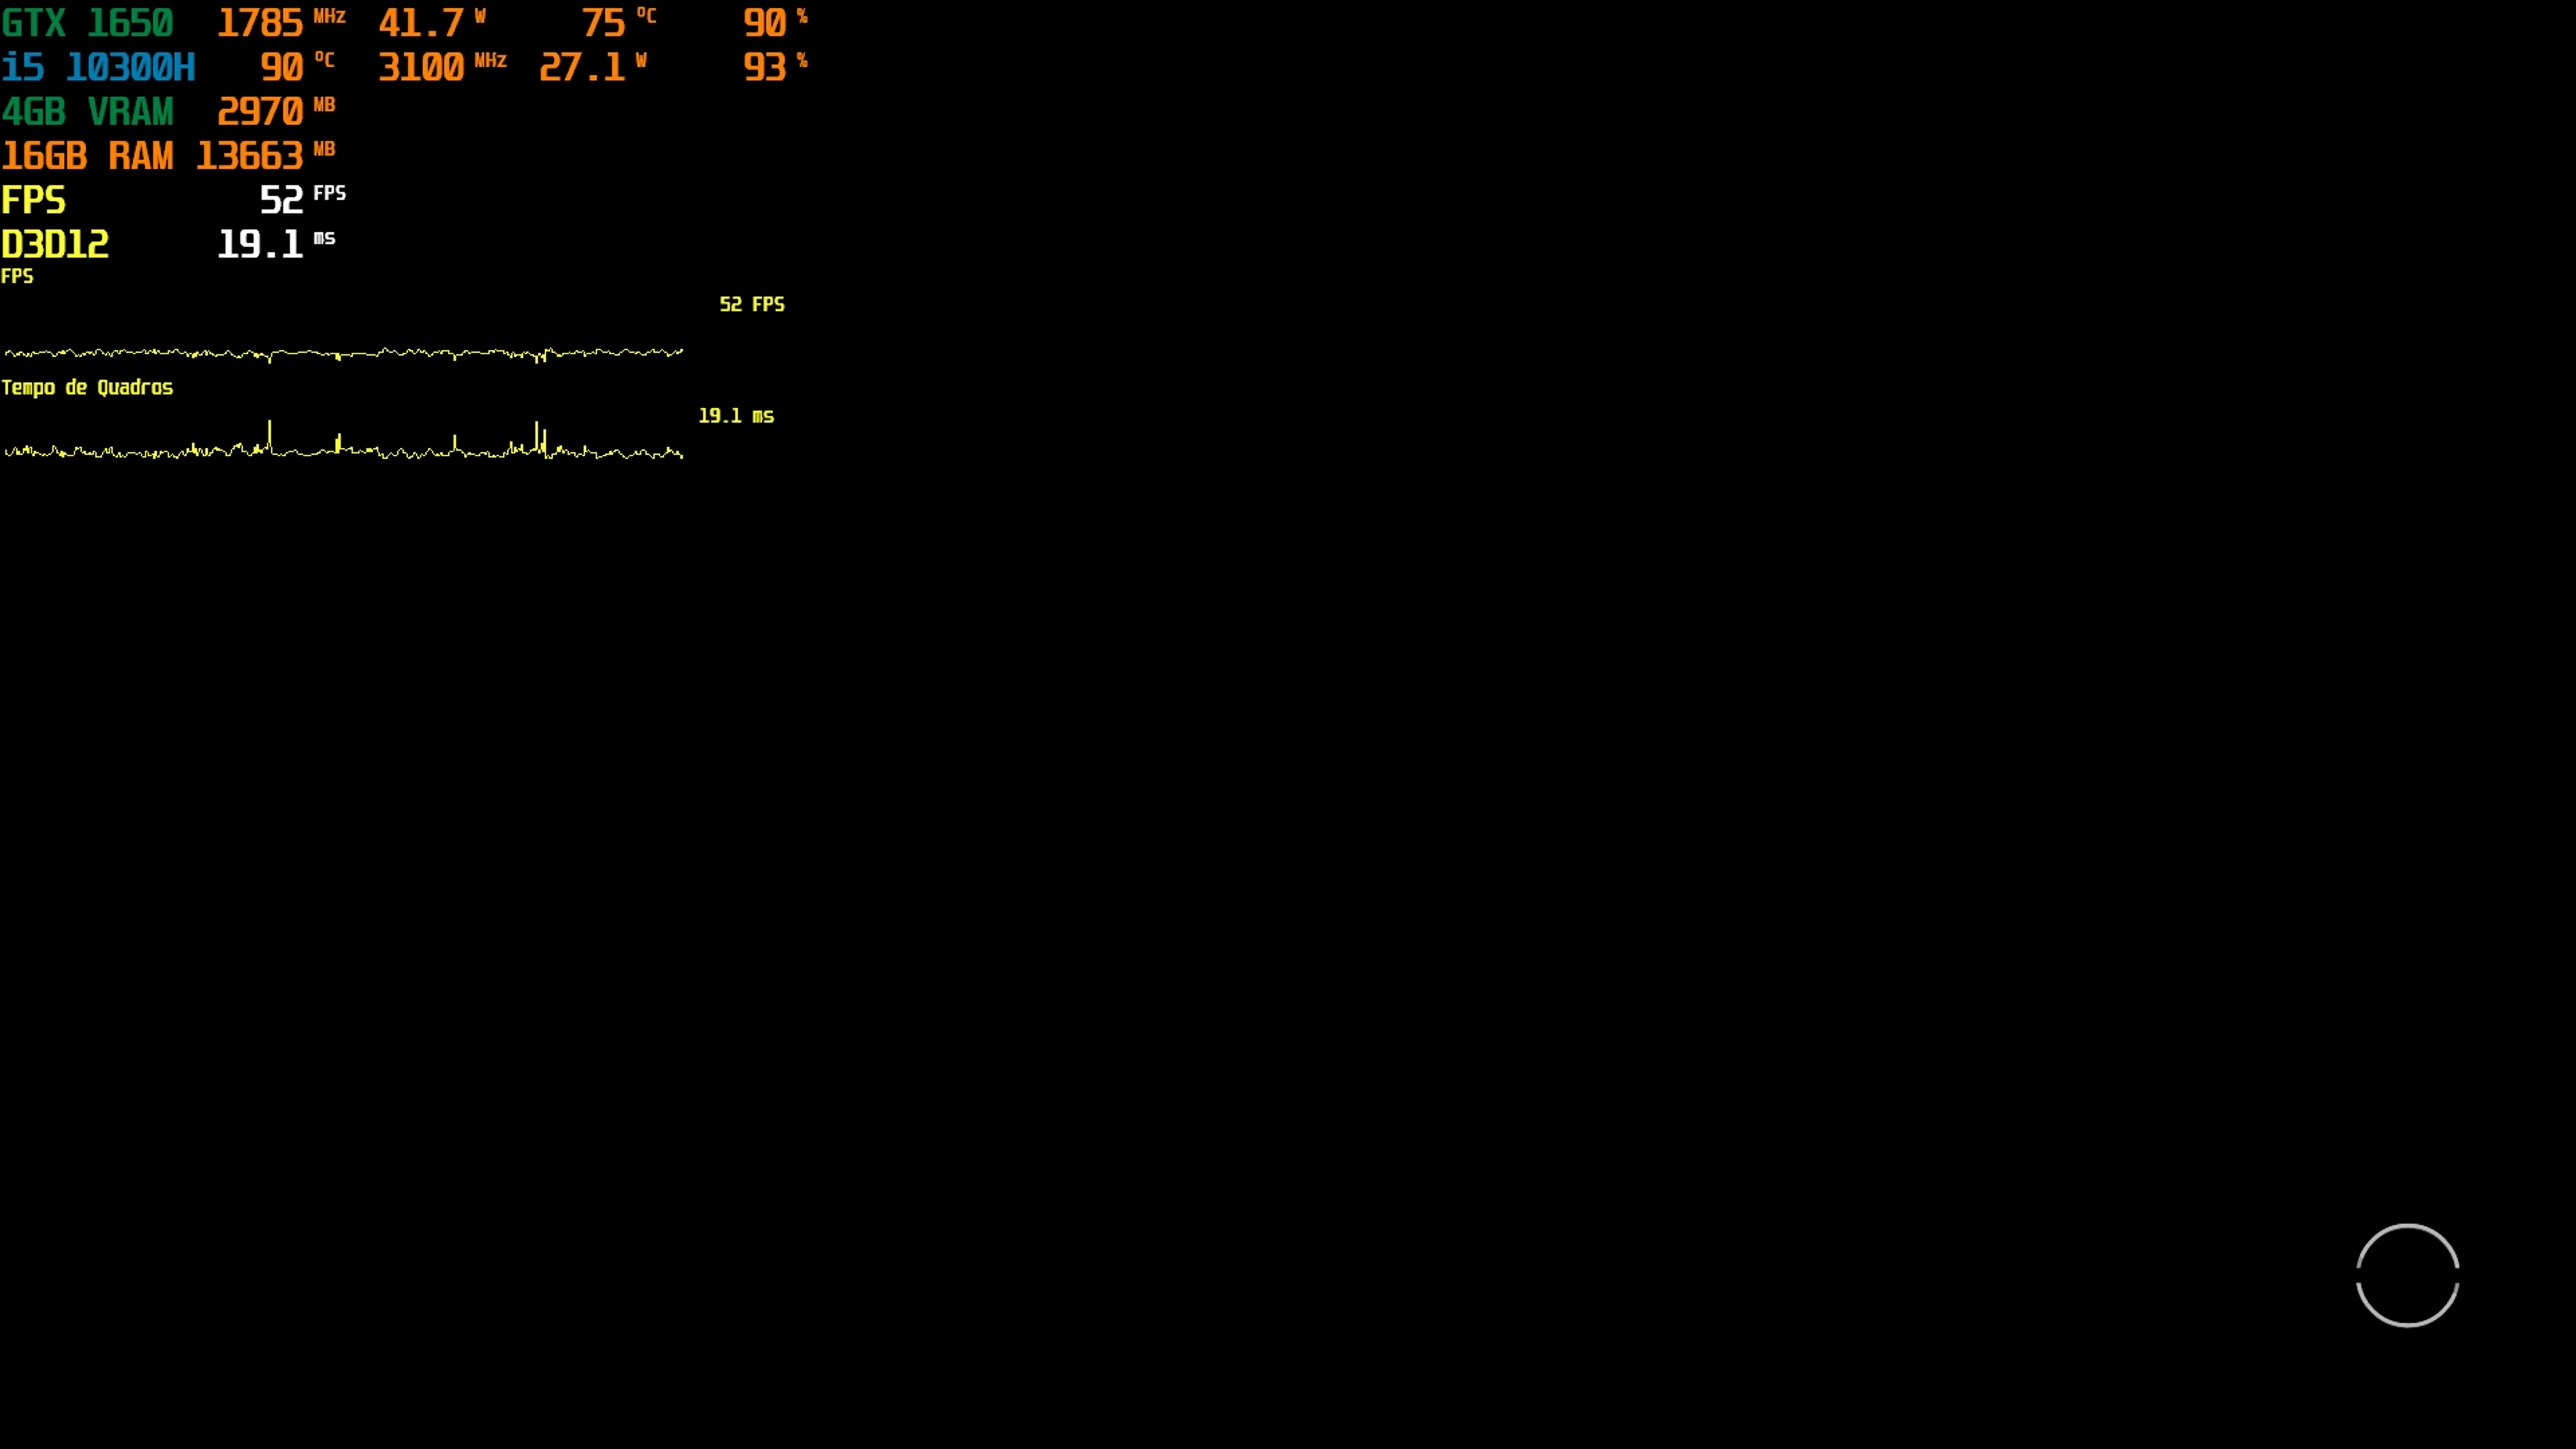 GTX 1650 1785 MHz 41.7 W 75 °C 90 %
i5 10300H 90 °C 3100 MHz 27.1 W 93 %
4GB VRAM 2970 MB
16GB RAM 13663 MB
FPS 52 FPS
D3D12 19.1 ms
FPS
52 FPS
Tempo de Quadros
19.1 ms